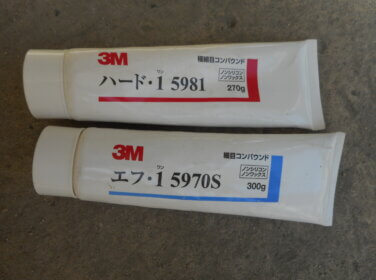 3M
極細目コンパウンド
ワン
ハード・1 5981
ノンシリコン
ノンワックス
270g
3M
細目コンパウンド
ワン
エフ・1 5970S
ノンシリコン
ノンワックス
300g